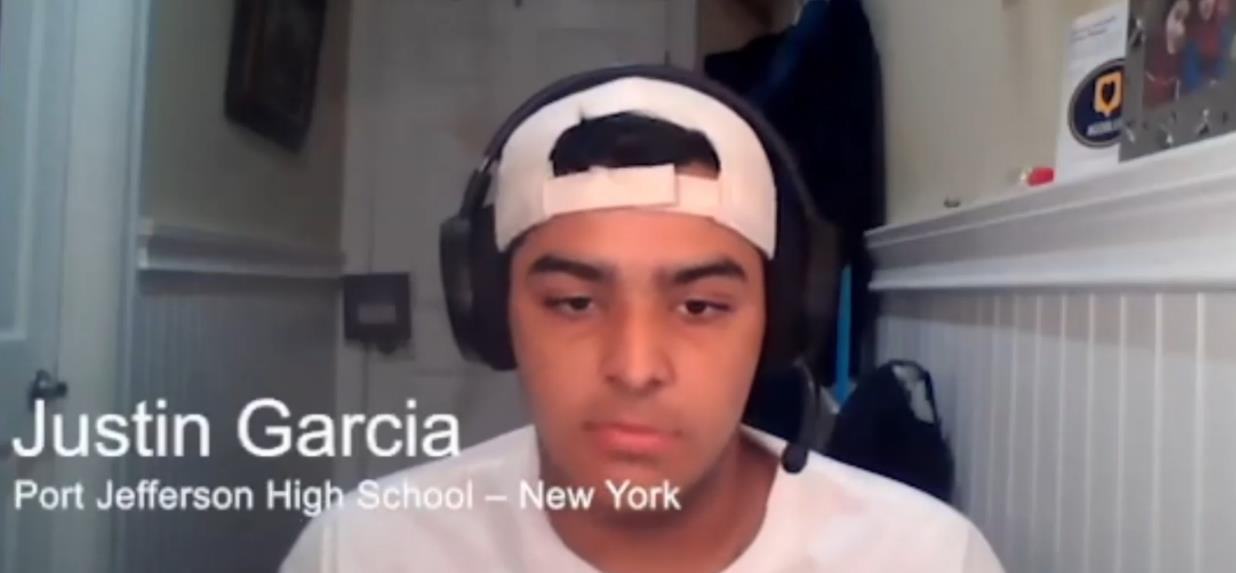 Justin Garcia
Port Jefferson High School – New York